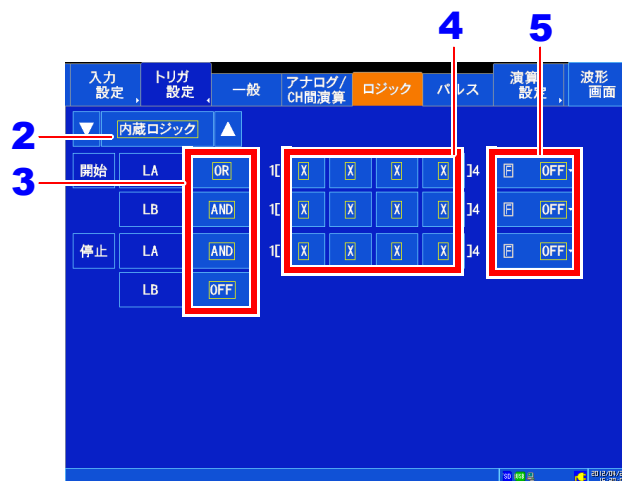 4 5
入力設定 トリガ設定 一般 アナログ/CH間演算 ロジック パルス 演算設定 波形画面
2 ▼ 内蔵ロジック ▲
3
開始 LA OR 1[ X X X X ]4 F OFF
LB AND 1[ X X X X ]4 F OFF
停止 LA AND 1[ X X X X ]4 F OFF
LB OFF
SD USB